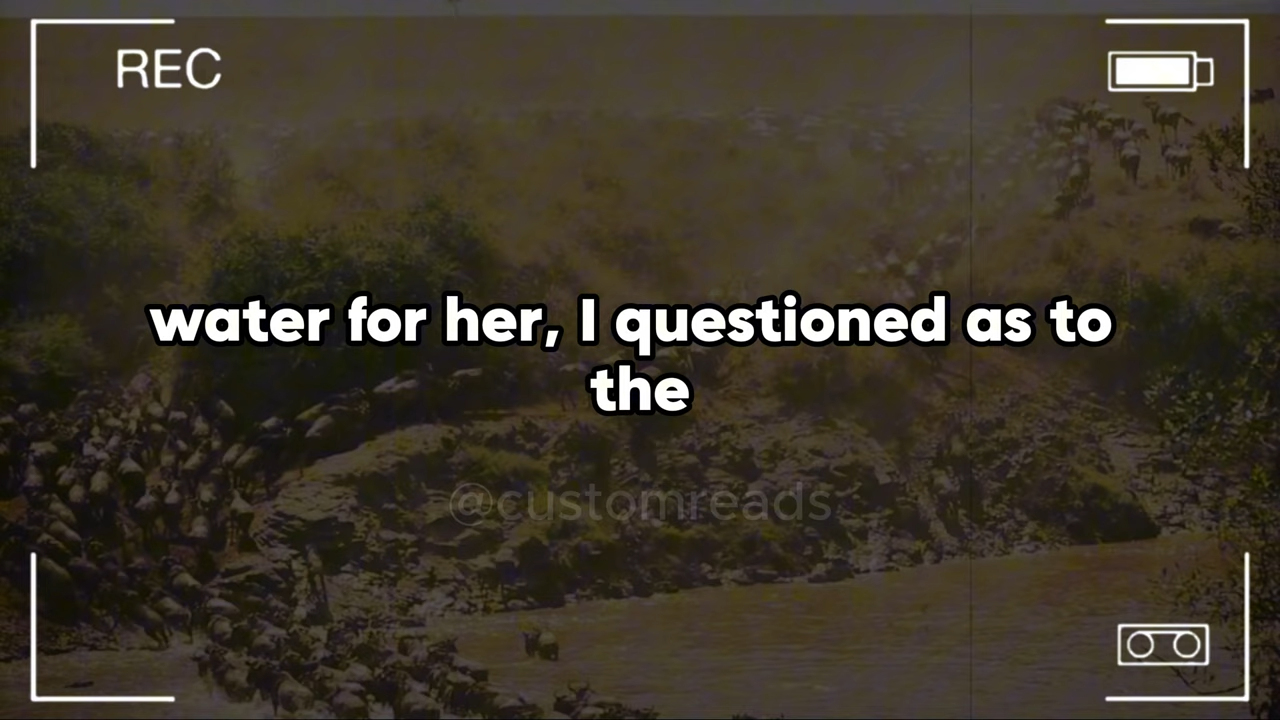 REC
water for her, I questioned as to
the
@customreads